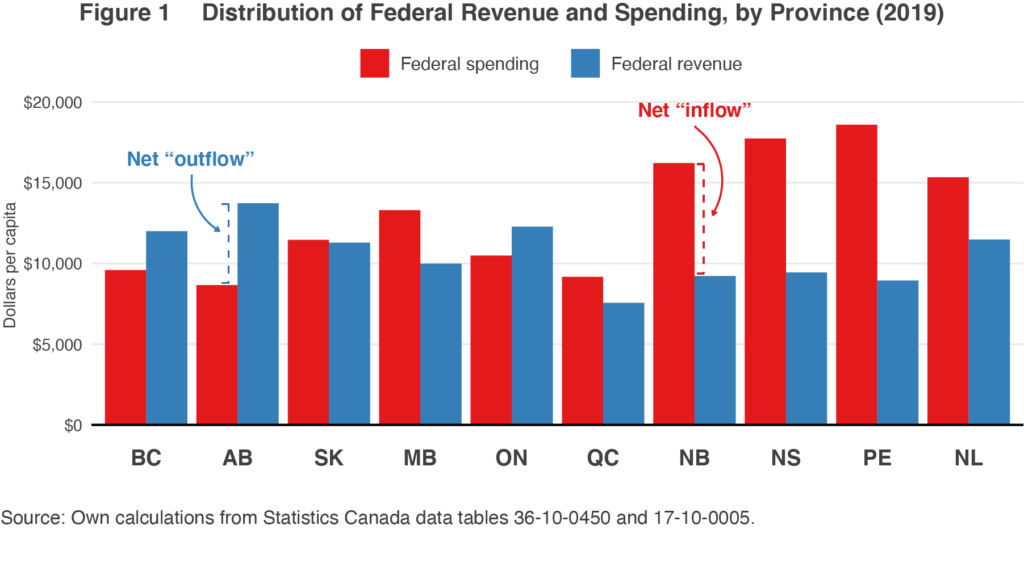 Figure 1 Distribution of Federal Revenue and Spending, by Province (2019)
Federal spending Federal revenue
$20,000
Net “inflow”
Net “outflow”
$15,000
Dollars per capita
$10,000
$5,000
$0
BC AB SK MB ON QC NB NS PE NL
Source: Own calculations from Statistics Canada data tables 36-10-0450 and 17-10-0005.